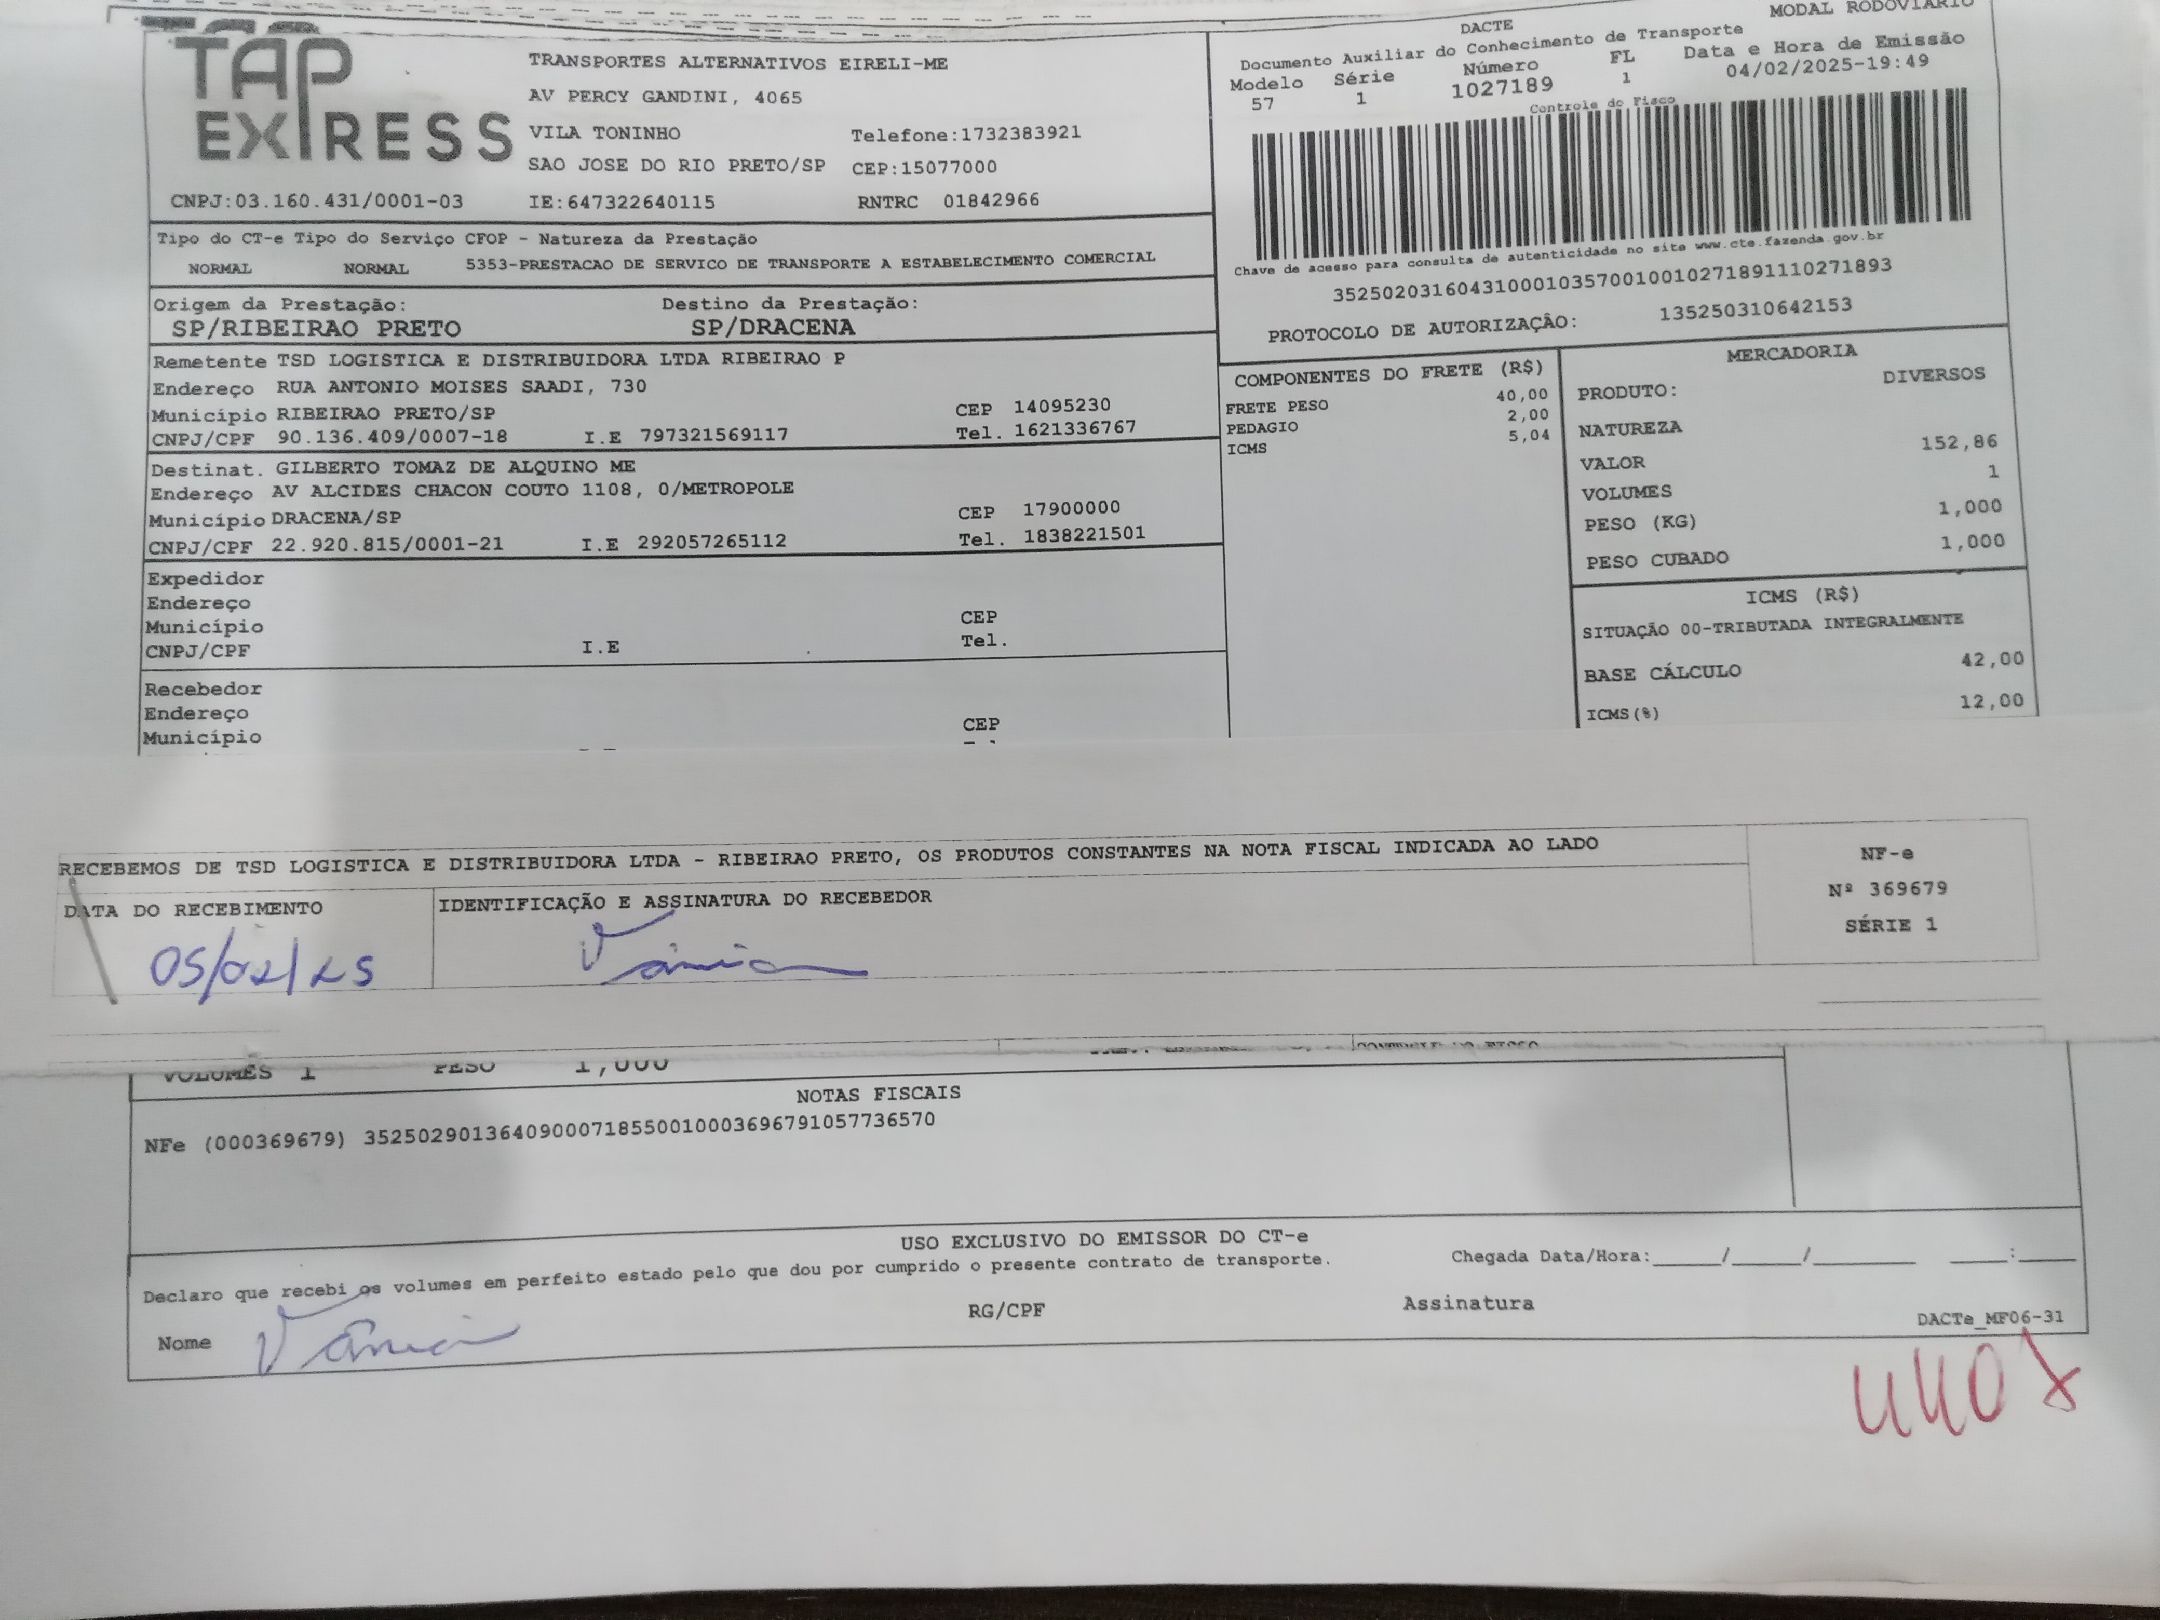 TAP EXPRESS
TRANSPORTES ALTERNATIVOS EIRELI-ME
AV PERCY GANDINI, 4065
VILA TONINHO Telefone:1732383921
SAO JOSE DO RIO PRETO/SP CEP:15077000
CNPJ:03.160.431/0001-03 IE:647322640115 RNTRC 01842966
MODAL RODOVIÁRIO
DACTE
Documento Auxiliar do Conhecimento de Transporte
Modelo Série Número FL Data e Hora de Emissão
57 1 1027189 1 04/02/2025-19:49
Controle do Fisco
Chave de acesso para consulta de autenticidade no site www.cte.fazenda.gov.br
35250203160431000103570010010271891110271893
PROTOCOLO DE AUTORIZAÇÃO: 135250310642153
Tipo do CT-e Tipo do Serviço CFOP - Natureza da Prestação
NORMAL NORMAL 5353-PRESTACAO DE SERVICO DE TRANSPORTE A ESTABELECIMENTO COMERCIAL
Origem da Prestação: Destino da Prestação:
SP/RIBEIRAO PRETO SP/DRACENA
Remetente TSD LOGISTICA E DISTRIBUIDORA LTDA RIBEIRAO P
Endereço RUA ANTONIO MOISES SAADI, 730
Município RIBEIRAO PRETO/SP CEP 14095230
CNPJ/CPF 90.136.409/0007-18 I.E 797321569117 Tel. 1621336767
Destinat. GILBERTO TOMAZ DE ALQUINO ME
Endereço AV ALCIDES CHACON COUTO 1108, 0/METROPOLE
Município DRACENA/SP CEP 17900000
CNPJ/CPF 22.920.815/0001-21 I.E 292057265112 Tel. 1838221501
Expedidor
Endereço
Município CEP
CNPJ/CPF I.E Tel.
Recebedor
Endereço
Município CEP
COMPONENTES DO FRETE (R$)
FRETE PESO 40,00
PEDAGIO 2,00
ICMS 5,04
MERCADORIA
PRODUTO: DIVERSOS
NATUREZA
VALOR 152,86
VOLUMES 1
PESO (KG) 1,000
PESO CUBADO 1,000
ICMS (R$)
SITUAÇÃO 00-TRIBUTADA INTEGRALMENTE
BASE CÁLCULO 42,00
ICMS(%) 12,00
RECEBEMOS DE TSD LOGISTICA E DISTRIBUIDORA LTDA - RIBEIRAO PRETO, OS PRODUTOS CONSTANTES NA NOTA FISCAL INDICADA AO LADO
DATA DO RECEBIMENTO IDENTIFICAÇÃO E ASSINATURA DO RECEBEDOR
05/02/25 Vânia
NF-e
Nº 369679
SÉRIE 1
VOLUMES 1 PESO 1,000
NOTAS FISCAIS
NFe (000369679) 35250290136409000718550010003696791057736570
USO EXCLUSIVO DO EMISSOR DO CT-e
Declaro que recebi os volumes em perfeito estado pelo que dou por cumprido o presente contrato de transporte. Chegada Data/Hora:____/____/______ ____:____
Nome Vânia RG/CPF Assinatura
DACTe_MF06-31